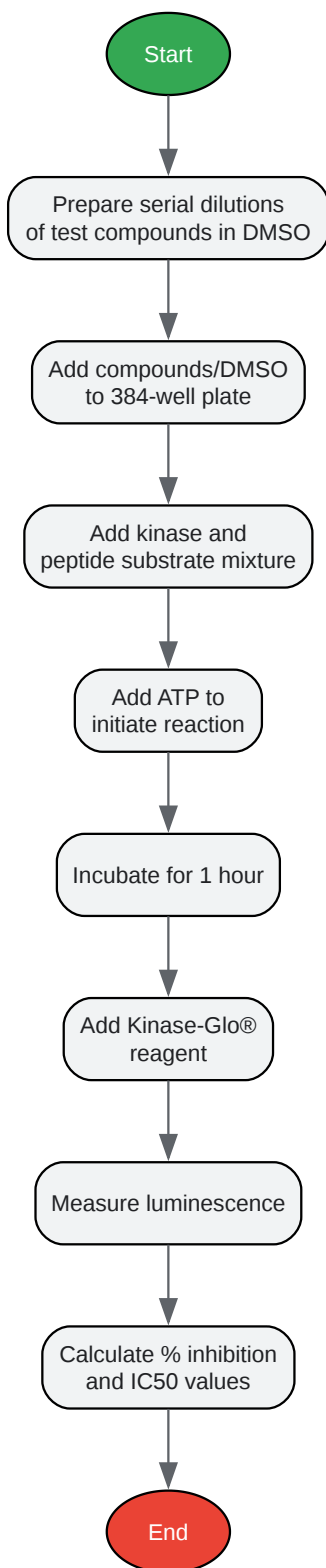 Start
Prepare serial dilutions
of test compounds in DMSO
Add compounds/DMSO
to 384-well plate
Add kinase and
peptide substrate mixture
Add ATP to
initiate reaction
Incubate for 1 hour
Add Kinase-Glo®
reagent
Measure luminescence
Calculate % inhibition
and IC50 values
End